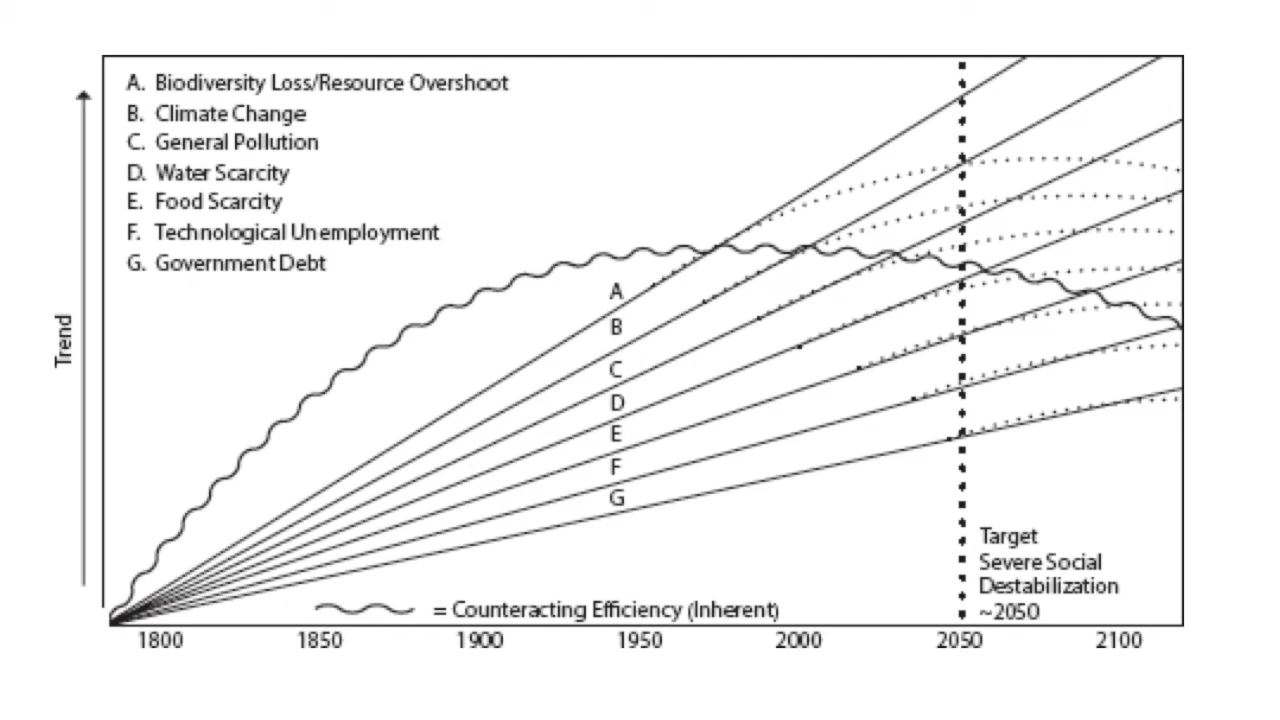 A. Biodiversity Loss/Resource Overshoot
B. Climate Change
C. General Pollution
D. Water Scarcity
E. Food Scarcity
F. Technological Unemployment
G. Government Debt
Trend
A
B
C
D
E
F
G
Target
Severe Social
Destabilization
~2050
= Counteracting Efficiency (Inherent)
1800 1850 1900 1950 2000 2050 2100